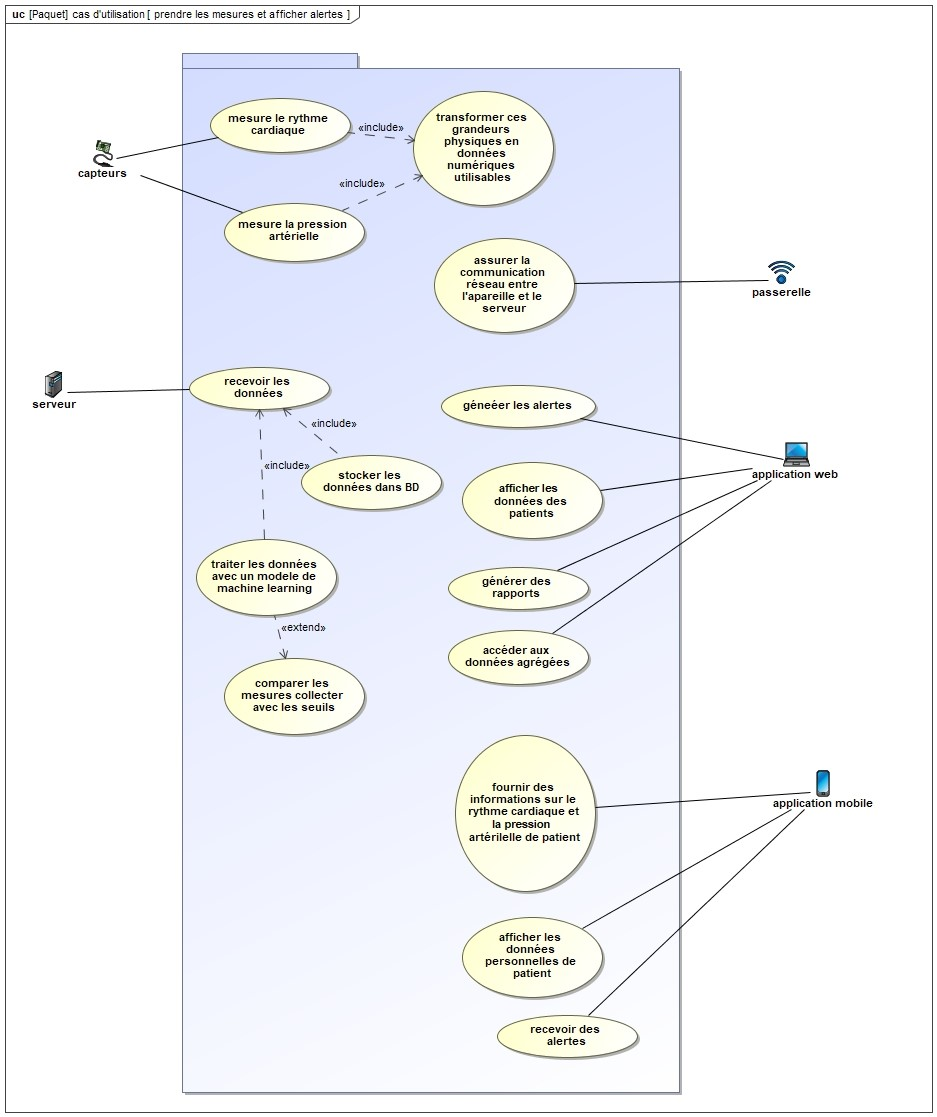 uc [Paquet] cas d'utilisation [ prendre les mesures et afficher alertes ]
mesure le rythme
cardiaque
«include»
transformer ces
grandeurs
physiques en
données
numériques
utilisables
capteurs
«include»
mesure la pression
artérielle
assurer la
communication
réseau entre
l'apareille et le
serveur
passerelle
recevoir les
données
serveur
«include»
«include»
stocker les
données dans BD
géneéer les alertes
application web
afficher les
données des
patients
traiter les données
avec un modele de
machine learning
générer des
rapports
«extend»
accéder aux
données agrégées
comparer les
mesures collecter
avec les seuils
fournir des
informations sur le
rythme cardiaque et
la pression
artérilelle de patient
application mobile
afficher les
données
personnelles de
patient
recevoir des
alertes